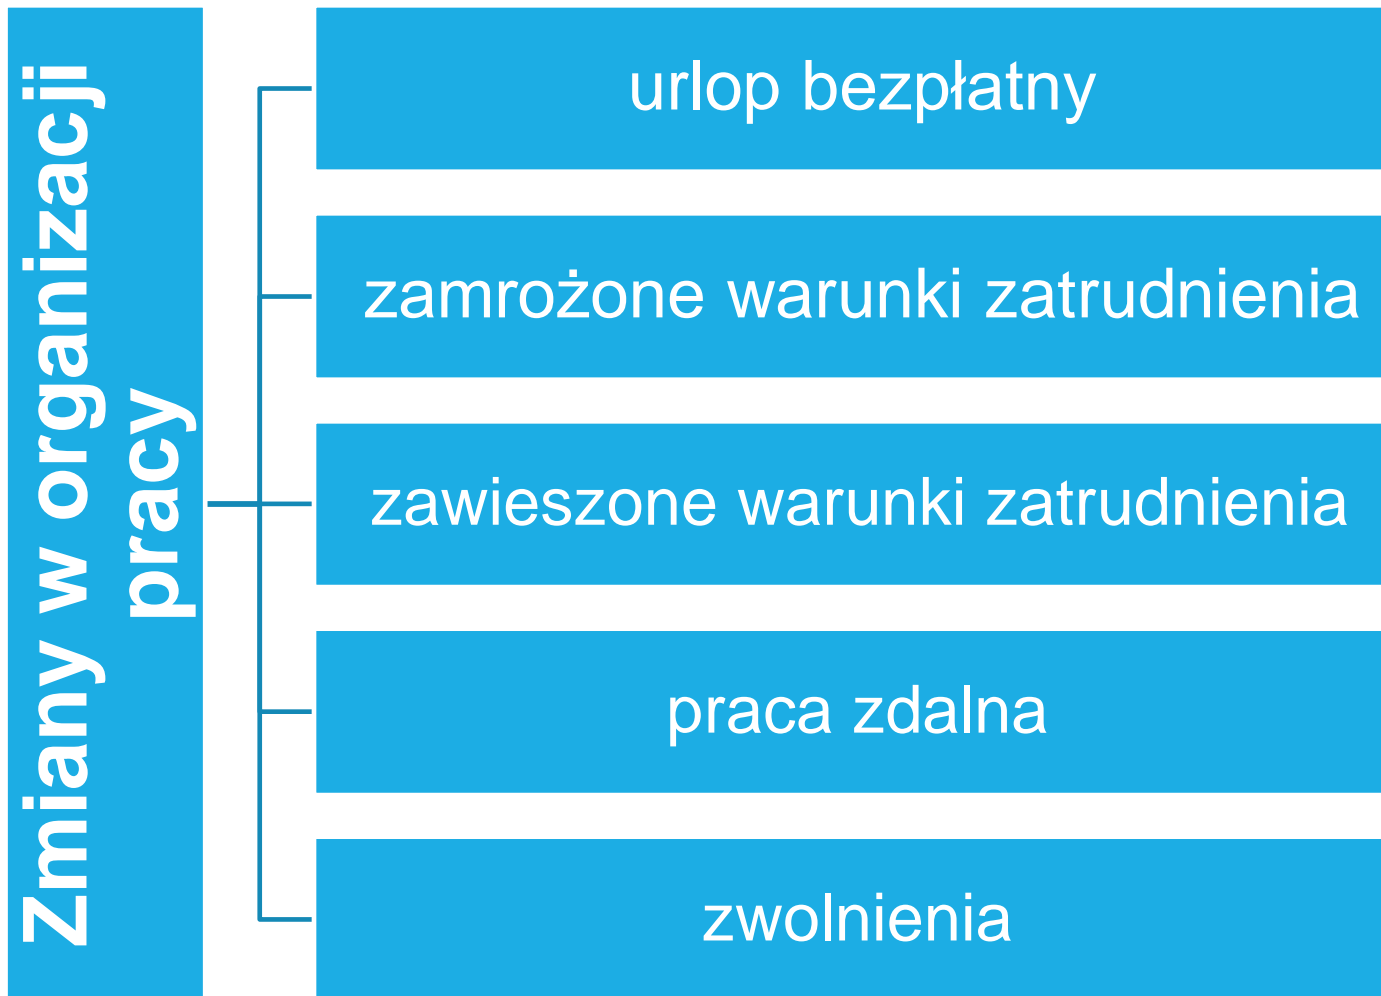 Zmiany w organizacji
pracy
urlop bezpłatny
zamrożone warunki zatrudnienia
zawieszone warunki zatrudnienia
praca zdalna
zwolnienia